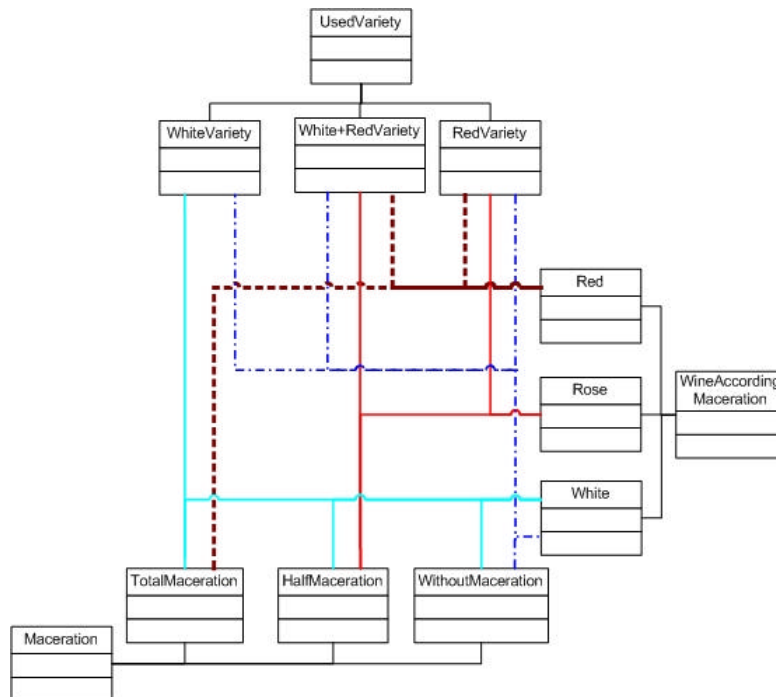 UsedVariety
WhiteVariety
White+RedVariety
RedVariety
Red
Rose
WineAccording
Maceration
White
TotalMaceration
HalfMaceration
WithoutMaceration
Maceration